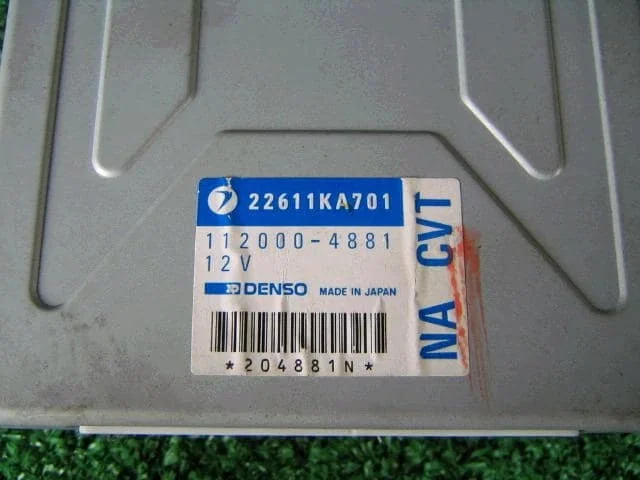 22611KA701
112000-4881
12V
DENSO MADE IN JAPAN
*204881N*
NA CVT